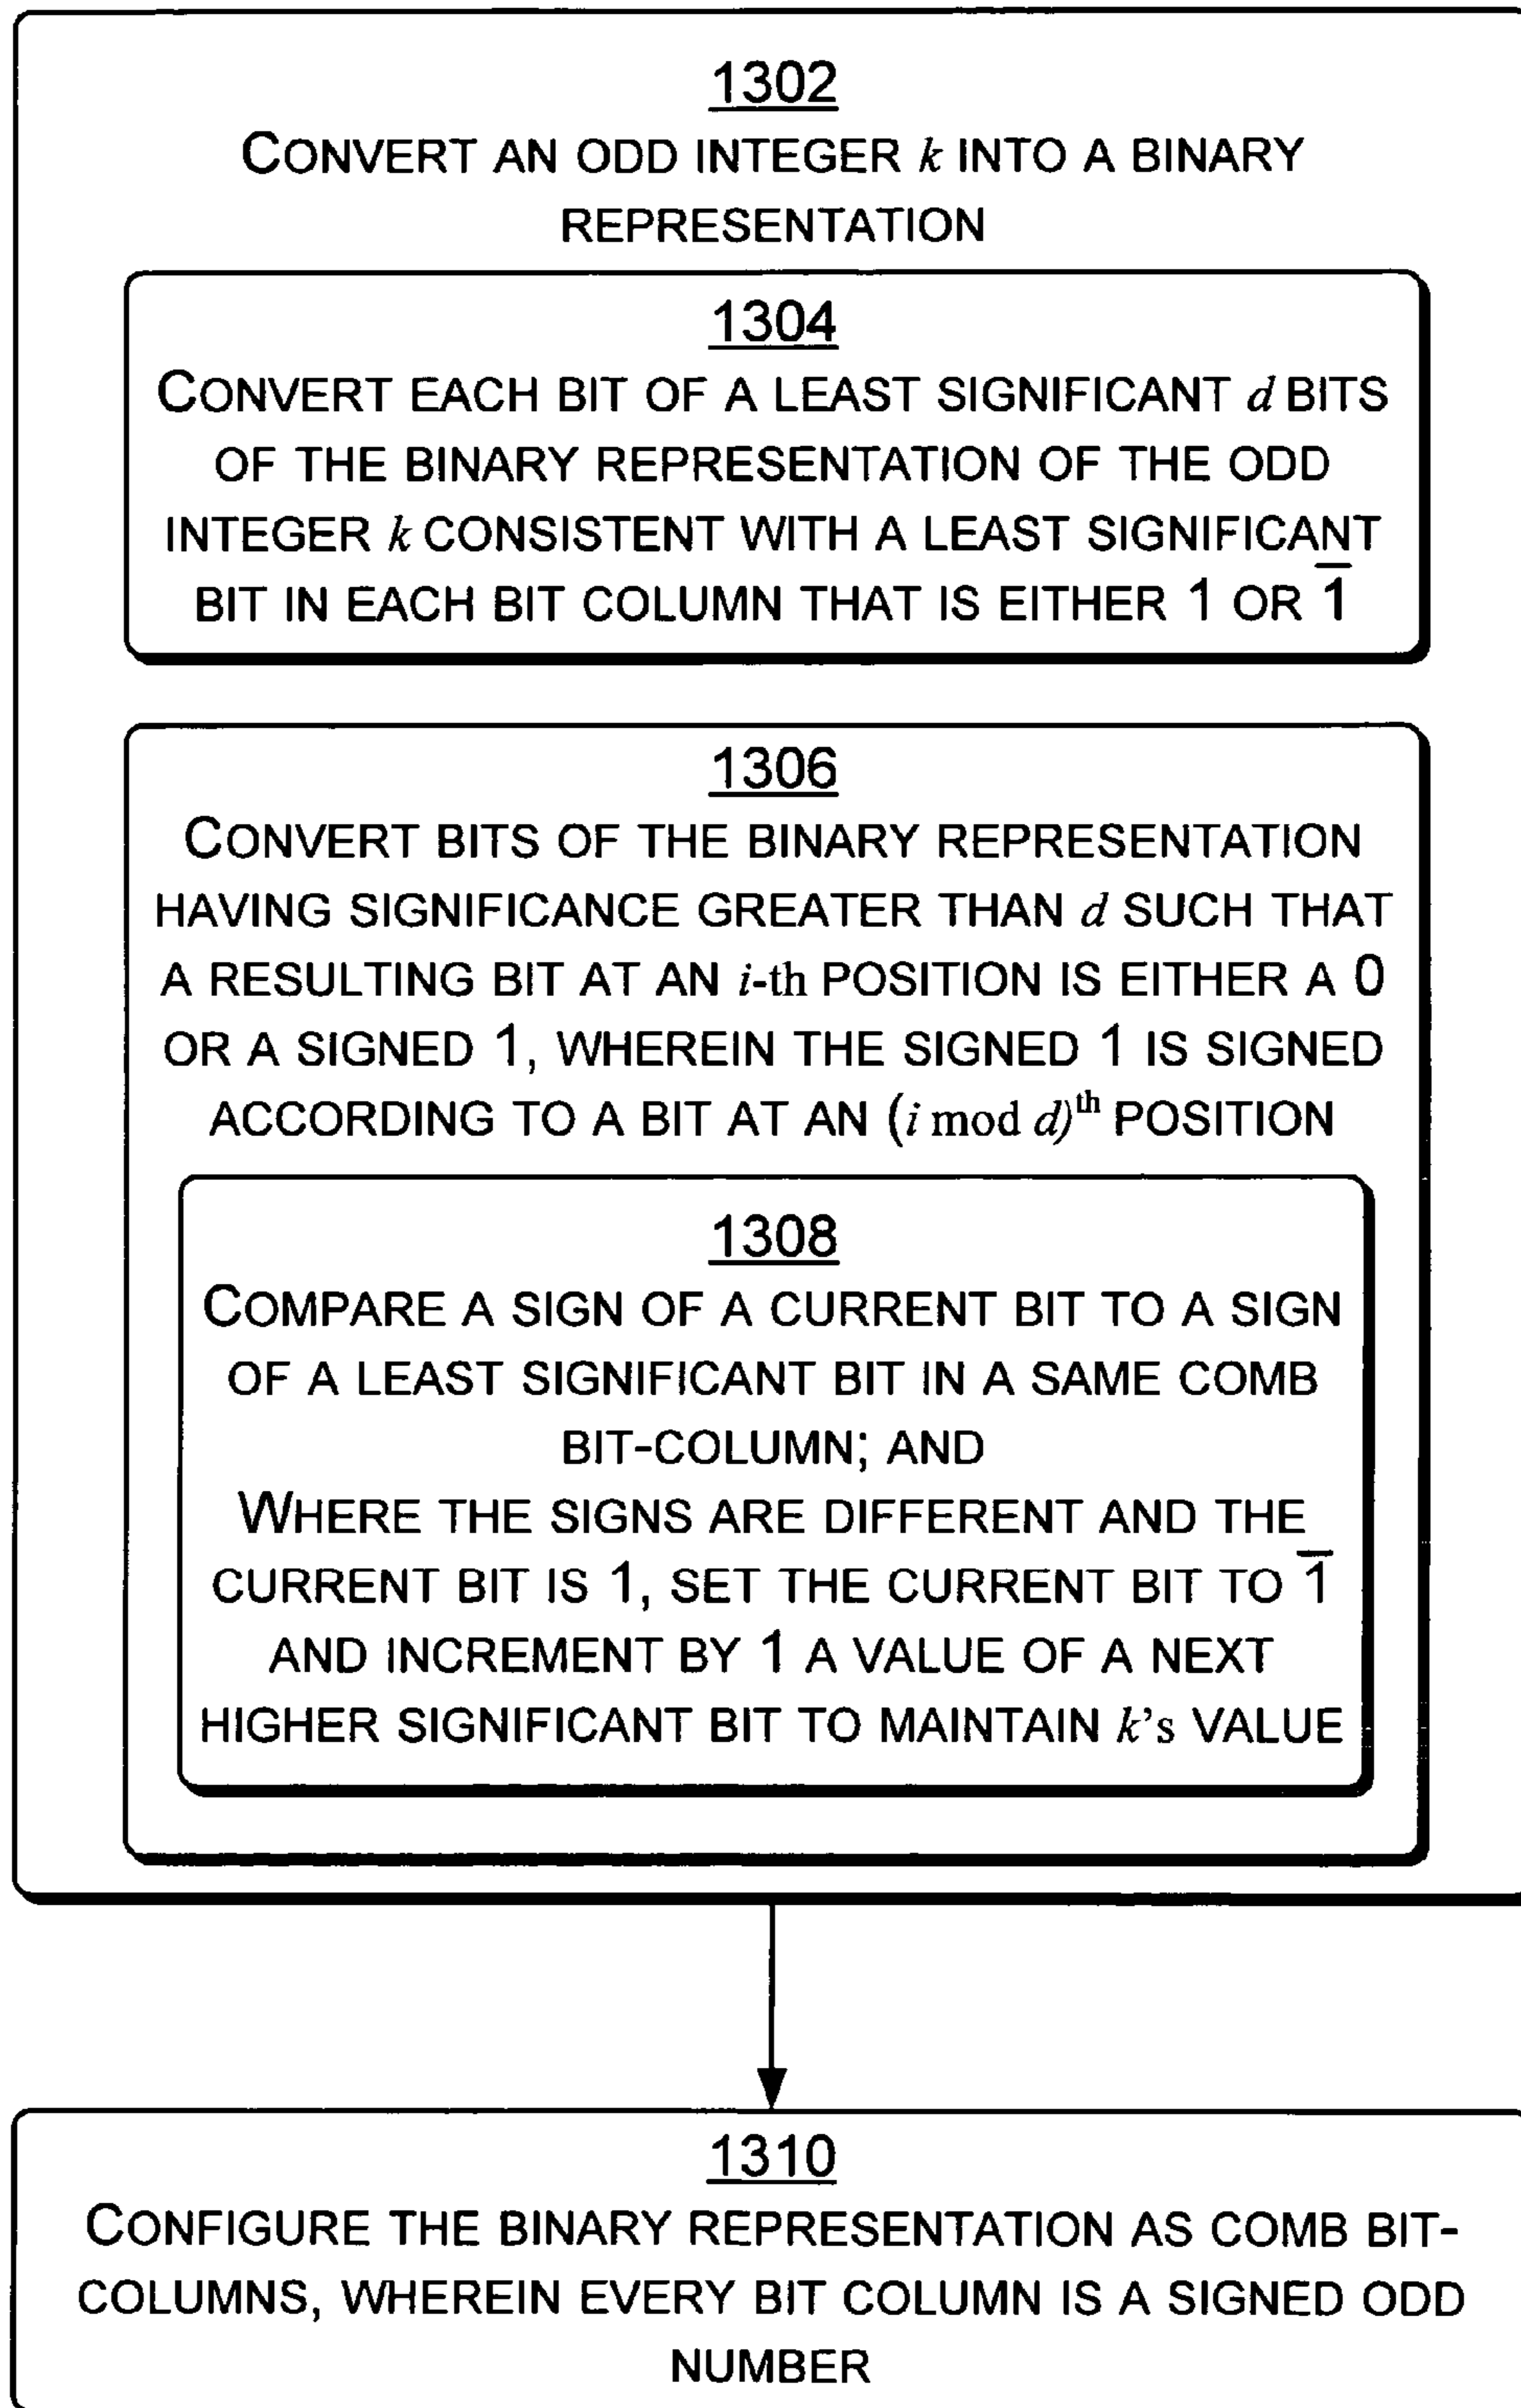 1302
CONVERT AN ODD INTEGER k INTO A BINARY
REPRESENTATION
1304
CONVERT EACH BIT OF A LEAST SIGNIFICANT d BITS
OF THE BINARY REPRESENTATION OF THE ODD
INTEGER k CONSISTENT WITH A LEAST SIGNIFICANT
BIT IN EACH BIT COLUMN THAT IS EITHER 1 OR 1̅
1306
CONVERT BITS OF THE BINARY REPRESENTATION
HAVING SIGNIFICANCE GREATER THAN d SUCH THAT
A RESULTING BIT AT AN i-th POSITION IS EITHER A 0
OR A SIGNED 1, WHEREIN THE SIGNED 1 IS SIGNED
ACCORDING TO A BIT AT AN (i mod d)th POSITION
1308
COMPARE A SIGN OF A CURRENT BIT TO A SIGN
OF A LEAST SIGNIFICANT BIT IN A SAME COMB
BIT-COLUMN; AND
WHERE THE SIGNS ARE DIFFERENT AND THE
CURRENT BIT IS 1, SET THE CURRENT BIT TO 1̅
AND INCREMENT BY 1 A VALUE OF A NEXT
HIGHER SIGNIFICANT BIT TO MAINTAIN k's VALUE
1310
CONFIGURE THE BINARY REPRESENTATION AS COMB BIT-
COLUMNS, WHEREIN EVERY BIT COLUMN IS A SIGNED ODD
NUMBER